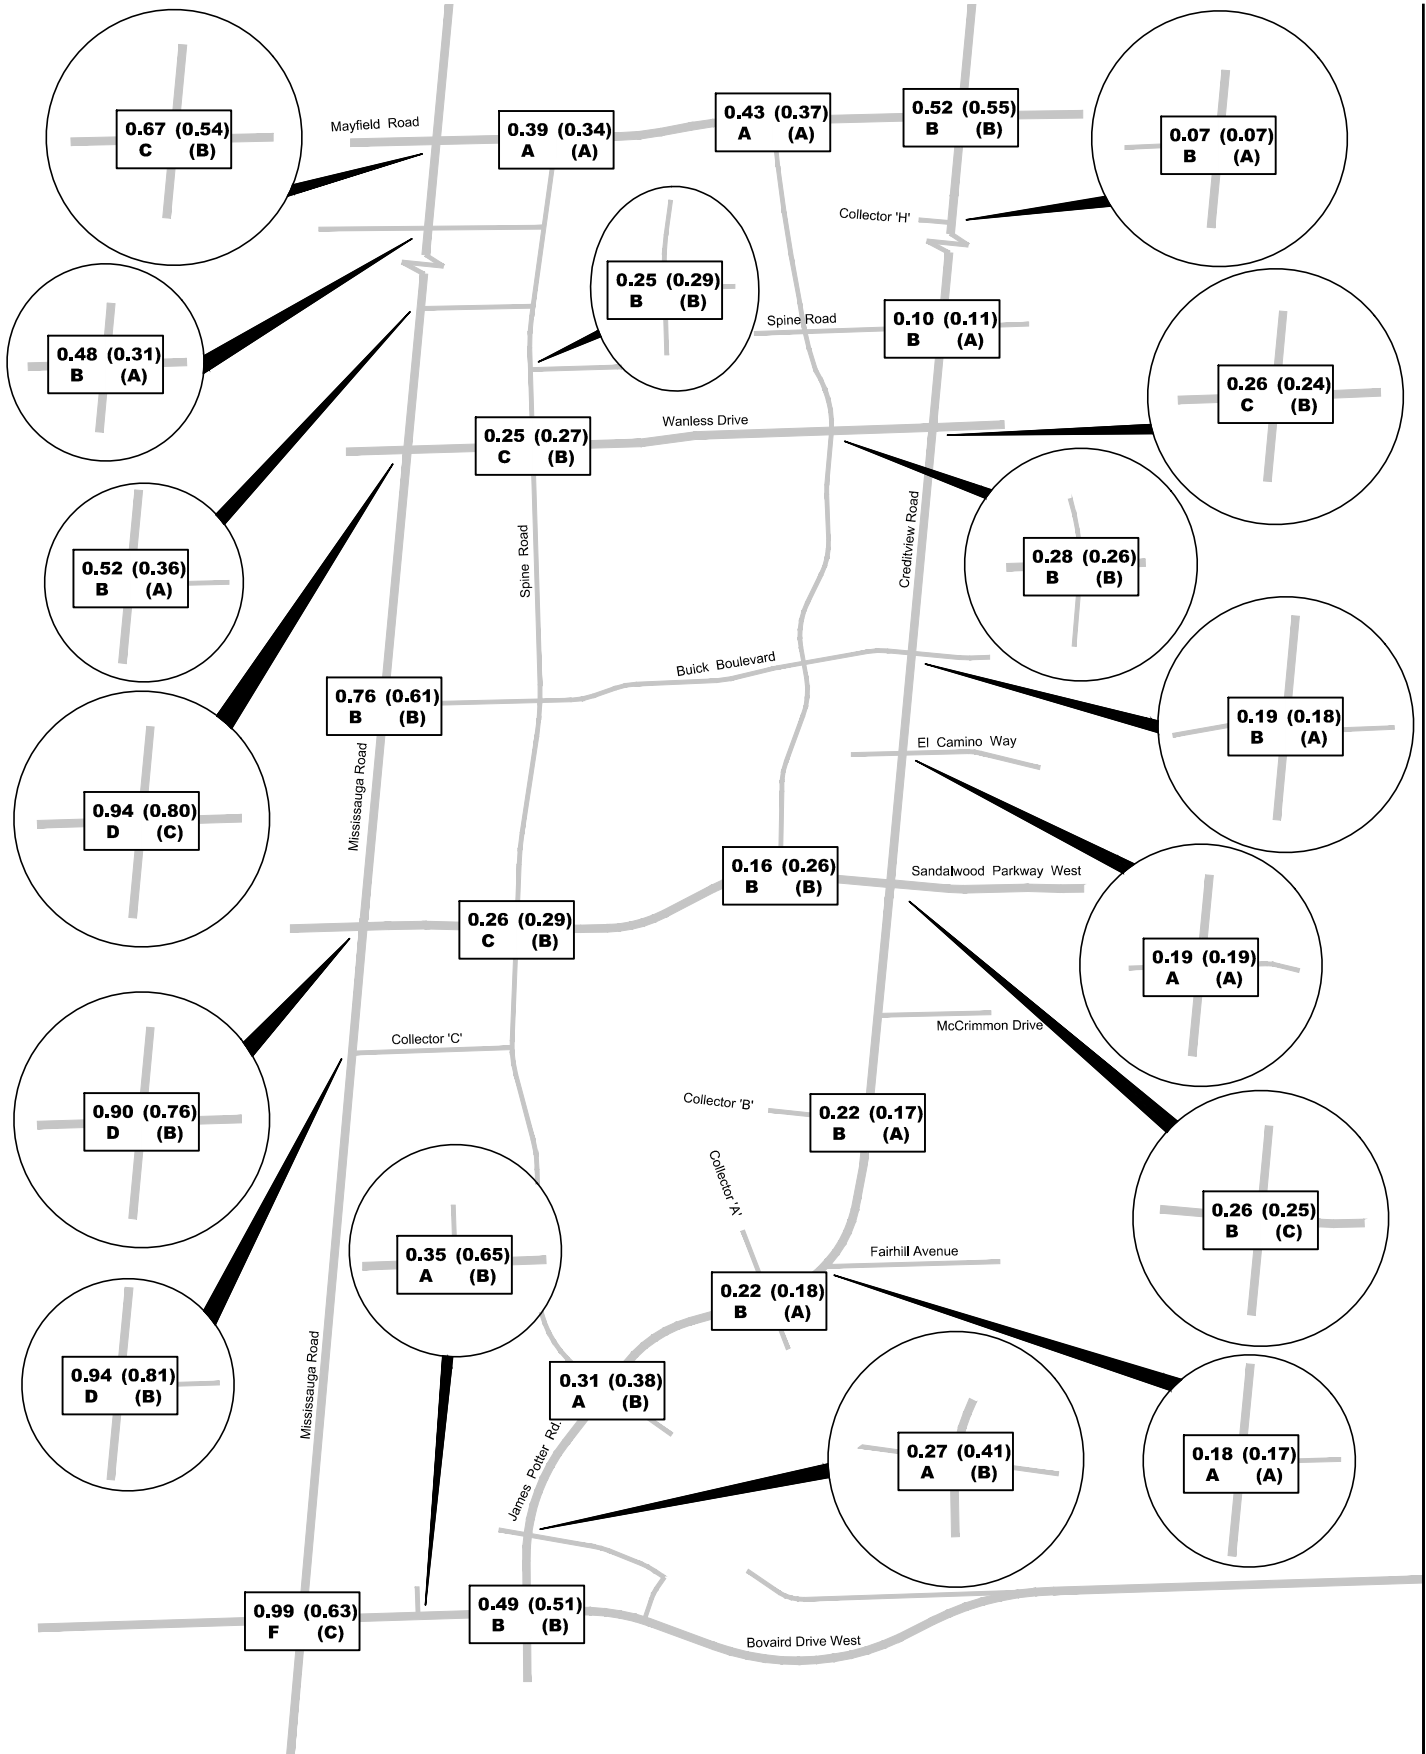 0.67 (0.54)
C (B)
Mayfield Road
0.39 (0.34)
A (A)
0.43 (0.37)
A (A)
0.52 (0.55)
B (B)
0.07 (0.07)
B (A)
Collector 'H'
0.25 (0.29)
B (B)
Spine Road
0.10 (0.11)
B (A)
0.48 (0.31)
B (A)
0.26 (0.24)
C (B)
0.25 (0.27)
C (B)
Wanless Drive
0.52 (0.36)
B (A)
Spine Road
Creditview Road
0.28 (0.26)
B (B)
Buick Boulevard
0.76 (0.61)
B (B)
0.19 (0.18)
B (A)
El Camino Way
Mississauga Road
0.94 (0.80)
D (C)
0.16 (0.26)
B (B)
Sandalwood Parkway West
0.26 (0.29)
C (B)
0.19 (0.19)
A (A)
Collector 'C'
McCrimmon Drive
0.90 (0.76)
D (B)
Collector 'B'
0.22 (0.17)
B (A)
Collector 'A'
0.26 (0.25)
B (C)
0.35 (0.65)
A (B)
Fairhill Avenue
0.22 (0.18)
B (A)
0.94 (0.81)
D (B)
Mississauga Road
0.31 (0.38)
A (B)
James Potter Rd.
0.27 (0.41)
A (B)
0.18 (0.17)
A (A)
0.99 (0.63)
F (C)
0.49 (0.51)
B (B)
Bovaird Drive West